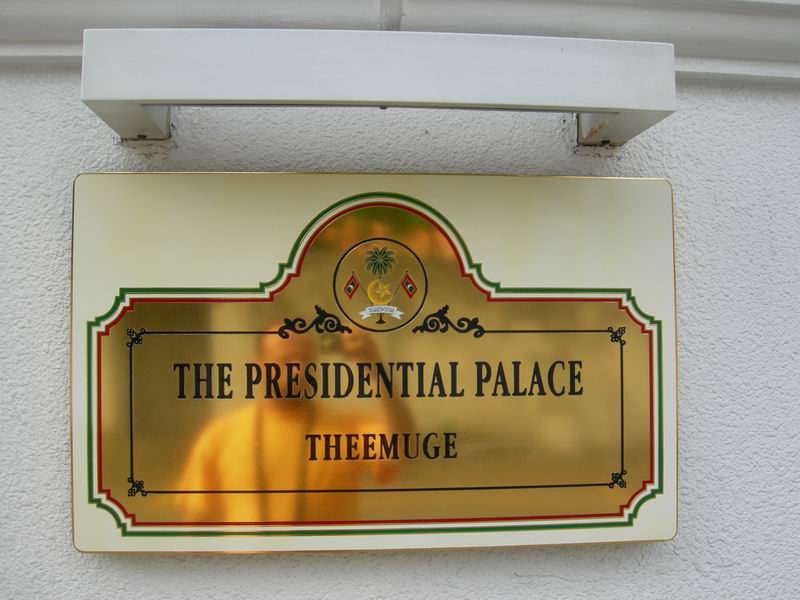 THE PRESIDENTIAL PALACE
THEEMUGE